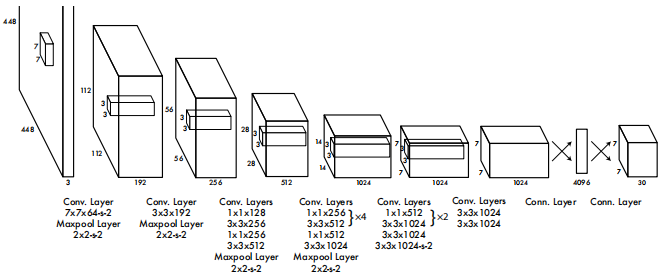 448
7
7
448
3
112
3
3
112
192
56
3
3
56
256
28
3
3
28
512
14
3
3
14
1024
7
3
3
7
1024
7
7
1024
4096
7
7
30
Conv. Layer
7x7x64-s-2
Maxpool Layer
2x2-s-2
Conv. Layer
3x3x192
Maxpool Layer
2x2-s-2
Conv. Layers
1x1x128
3x3x256
1x1x256
3x3x512
Maxpool Layer
2x2-s-2
Conv. Layers
1x1x256
3x3x512 }×4
1x1x512
3x3x1024
Maxpool Layer
2x2-s-2
Conv. Layers
1x1x512
3x3x1024 }×2
3x3x1024
3x3x1024-s-2
Conv. Layers
3x3x1024
3x3x1024
Conn. Layer
Conn. Layer